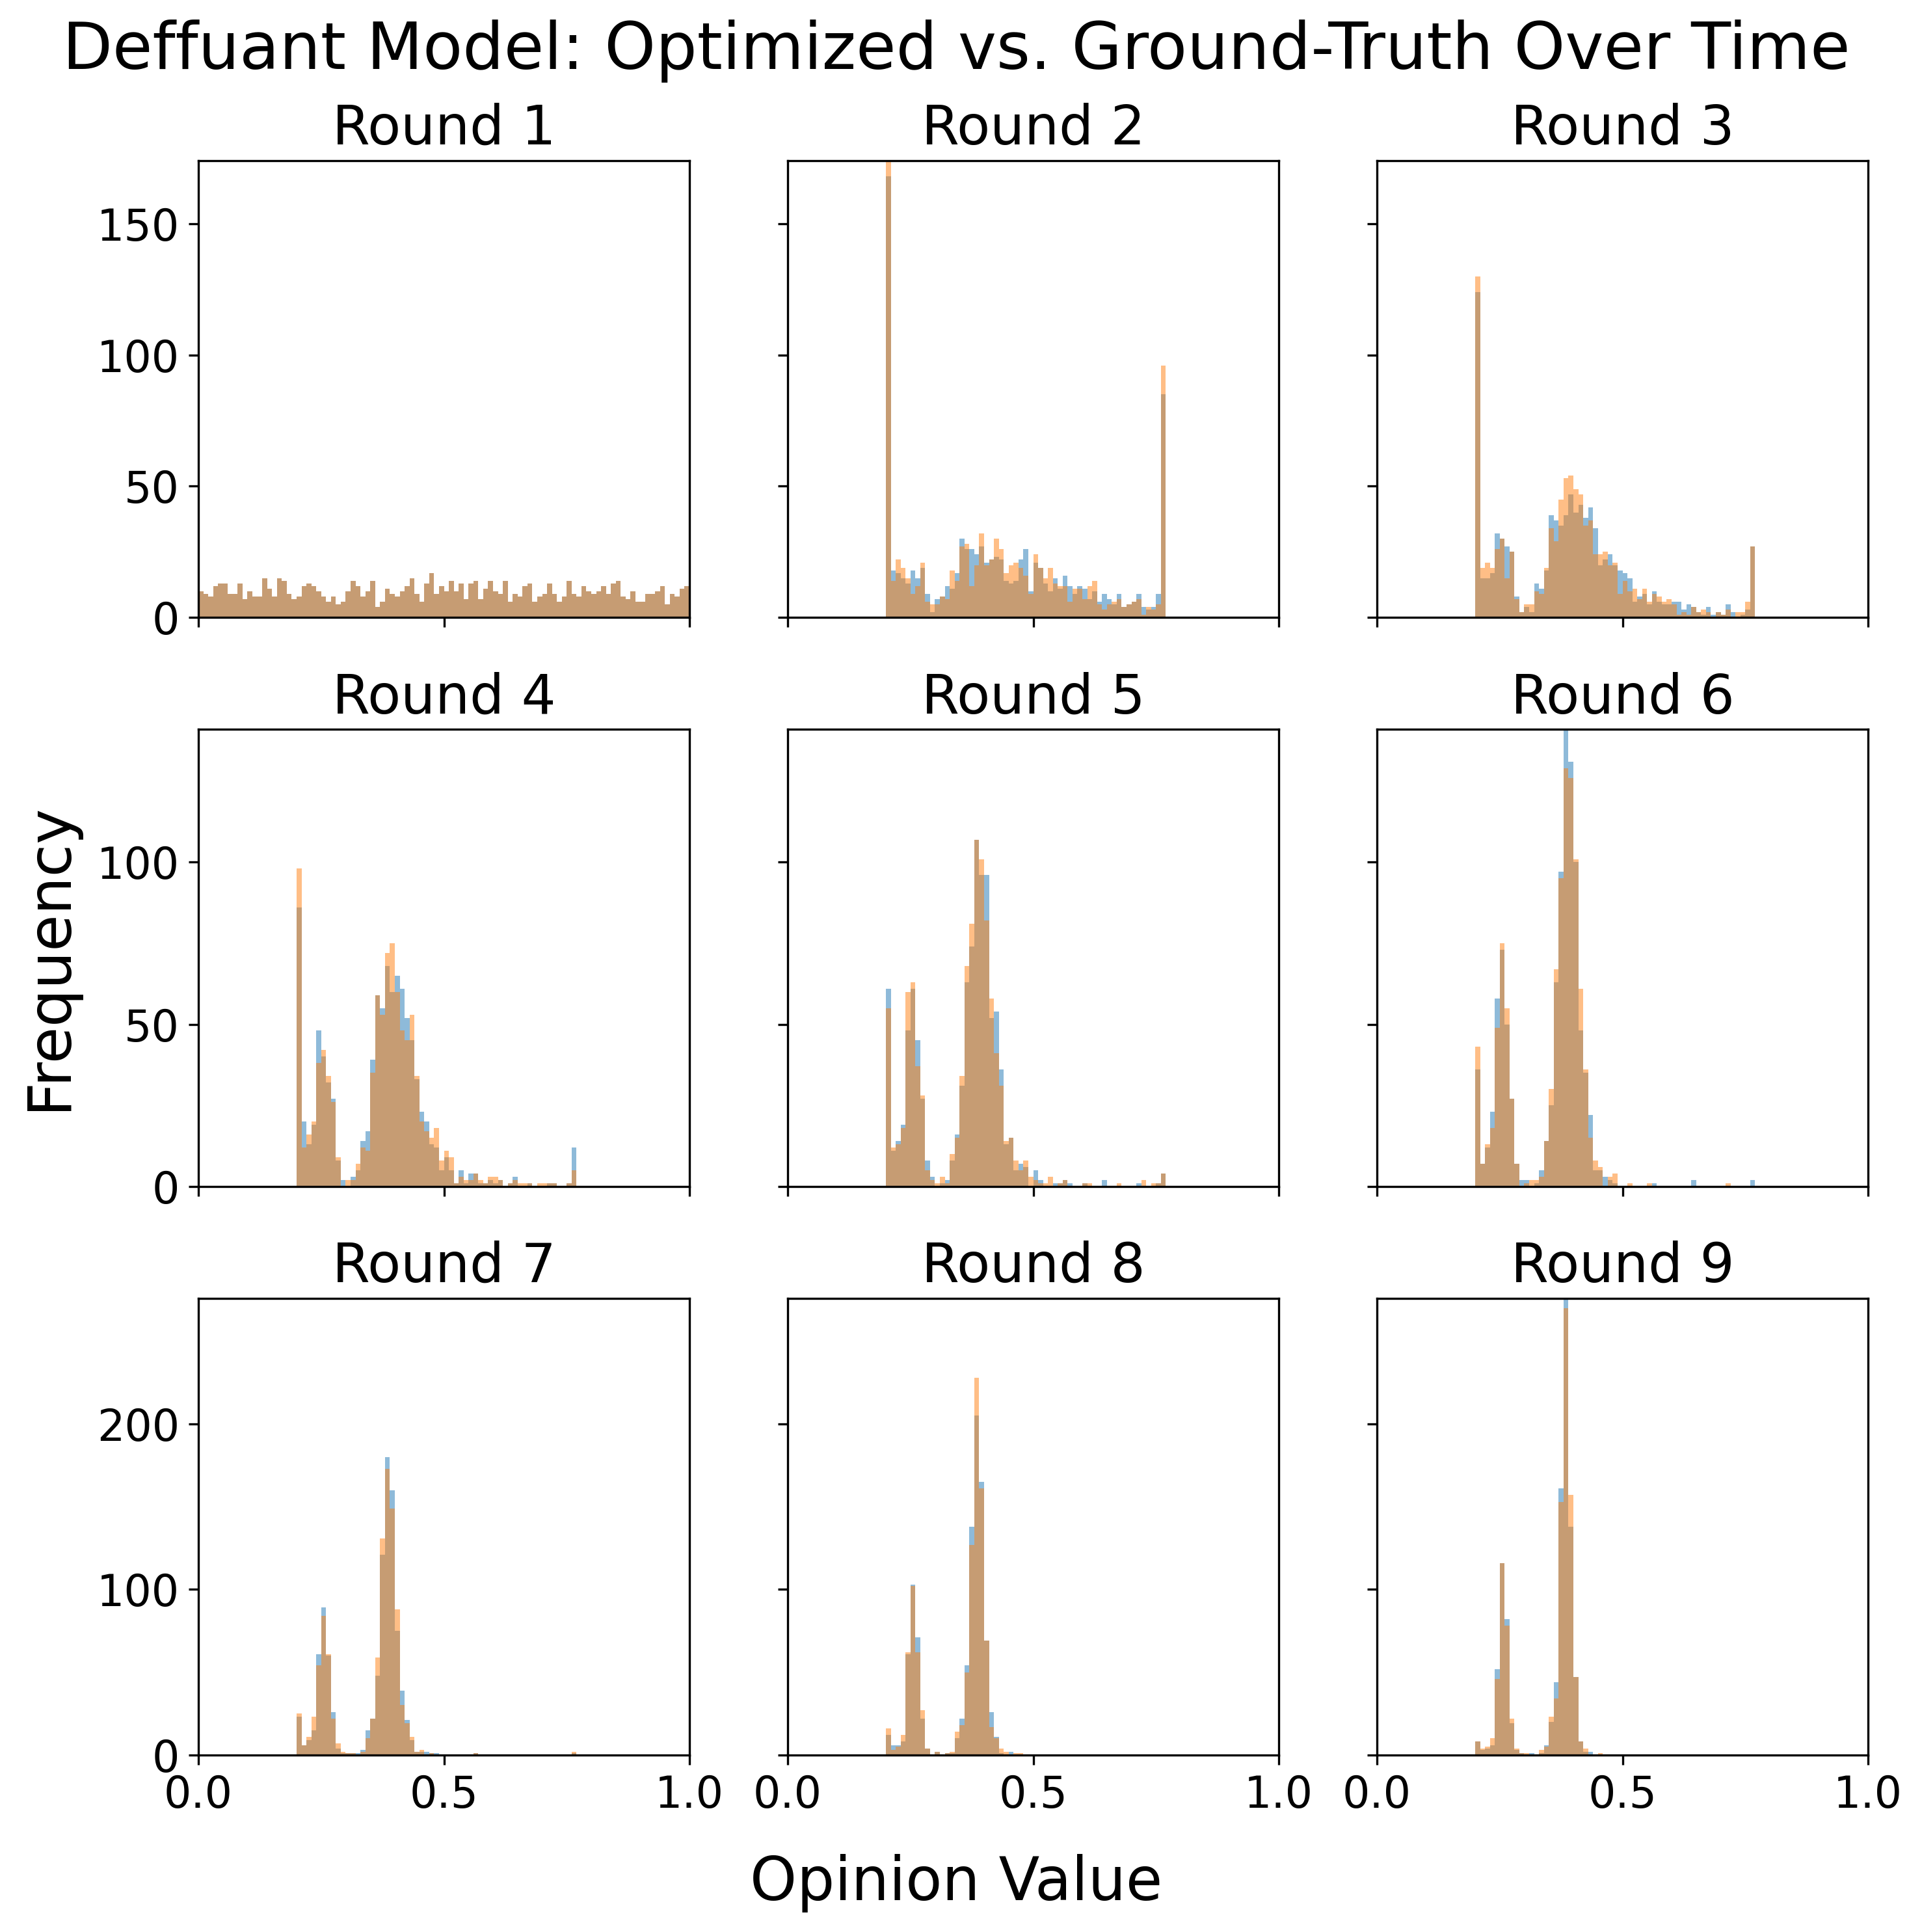 Deffuant Model: Optimized vs. Ground-Truth Over Time
Round 1
Round 2
Round 3
150
100
50
0
Round 4
Round 5
Round 6
100
50
0
Frequency
Round 7
Round 8
Round 9
200
100
0
0.0 0.5 1.0 0.0 0.5 1.0 0.0 0.5 1.0
Opinion Value